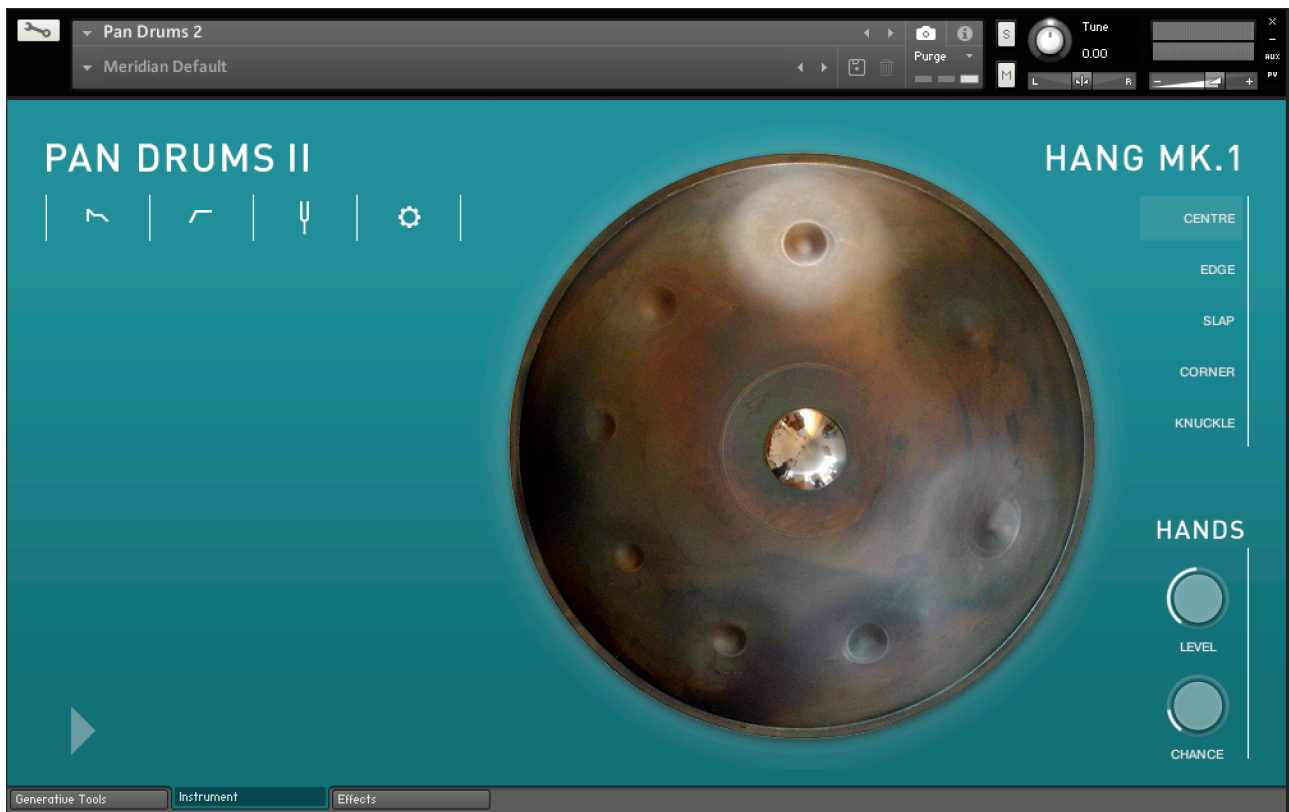 Pan Drums 2
S
Tune
×
Purge
0.00
AUX
Meridian Default
M
L
R
PV
PAN DRUMS II
HANG MK.1
CENTRE
EDGE
SLAP
CORNER
KNUCKLE
HANDS
LEVEL
CHANCE
Generative Tools
Instrument
Effects